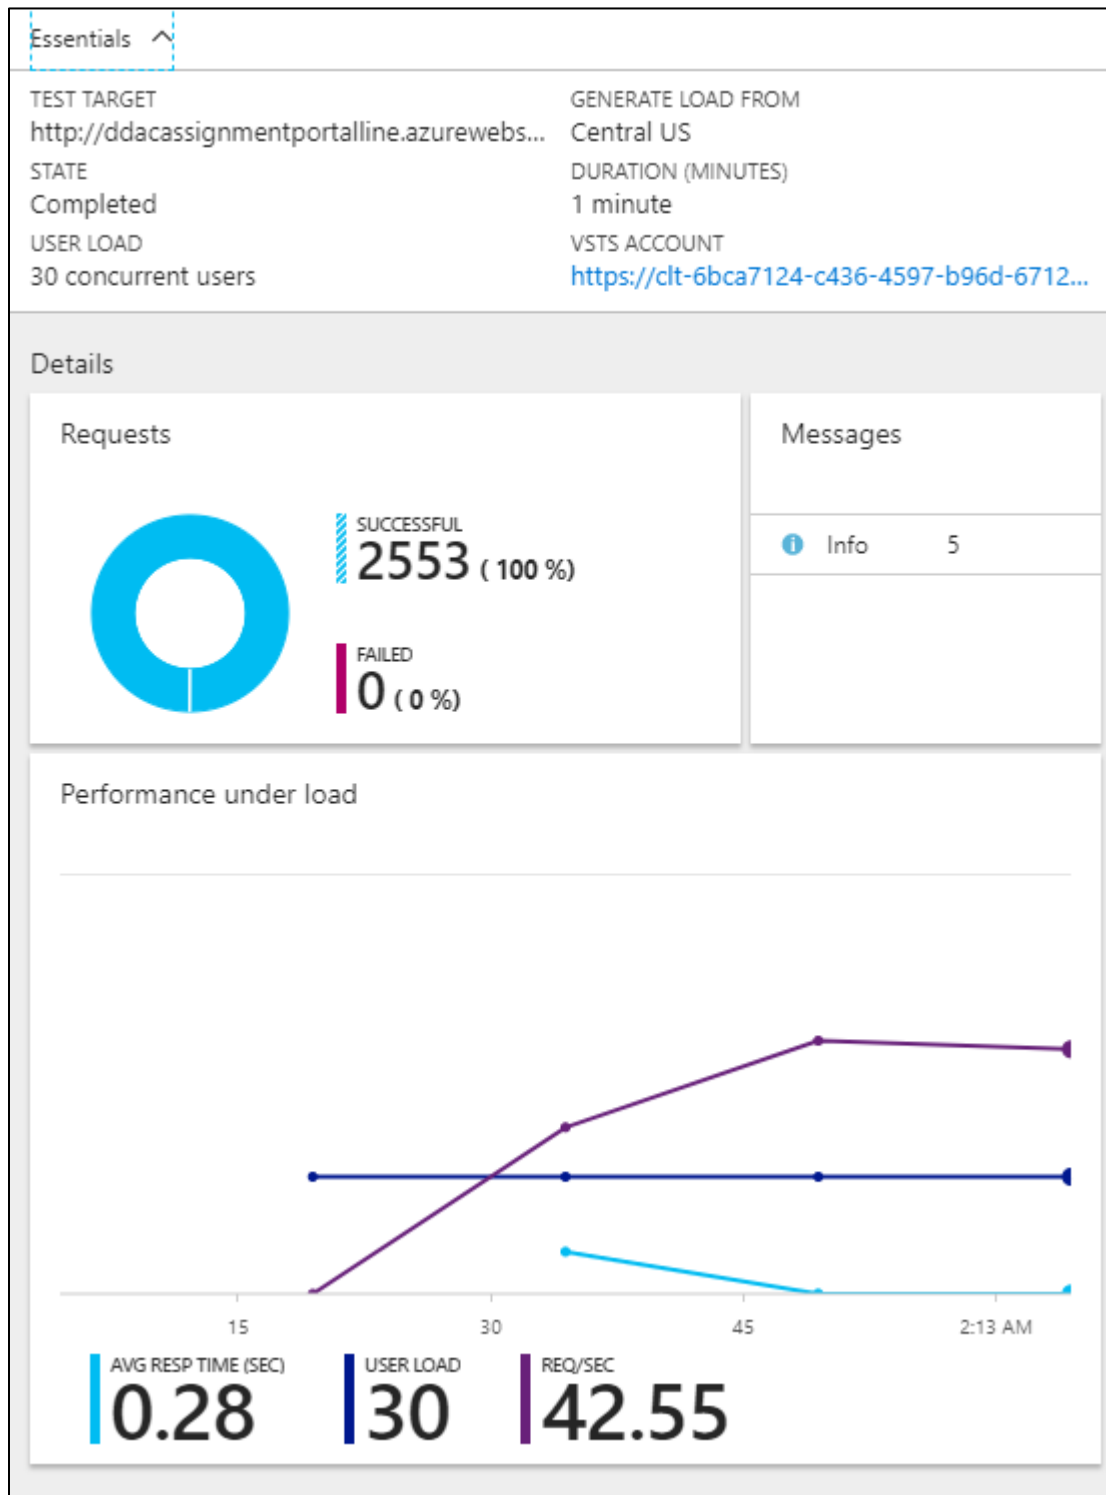 Essentials
TEST TARGET
http://ddacassignmentportalline.azurewebs...
GENERATE LOAD FROM
Central US
STATE
Completed
DURATION (MINUTES)
1 minute
USER LOAD
30 concurrent users
VSTS ACCOUNT
https://clt-6bca7124-c436-4597-b96d-6712...
Details
Requests
SUCCESSFUL
2553 ( 100 %)
FAILED
0 ( 0 %)
Messages
Info 5
Performance under load
15 30 45 2:13 AM
AVG RESP TIME (SEC)
0.28
USER LOAD
30
REQ/SEC
42.55